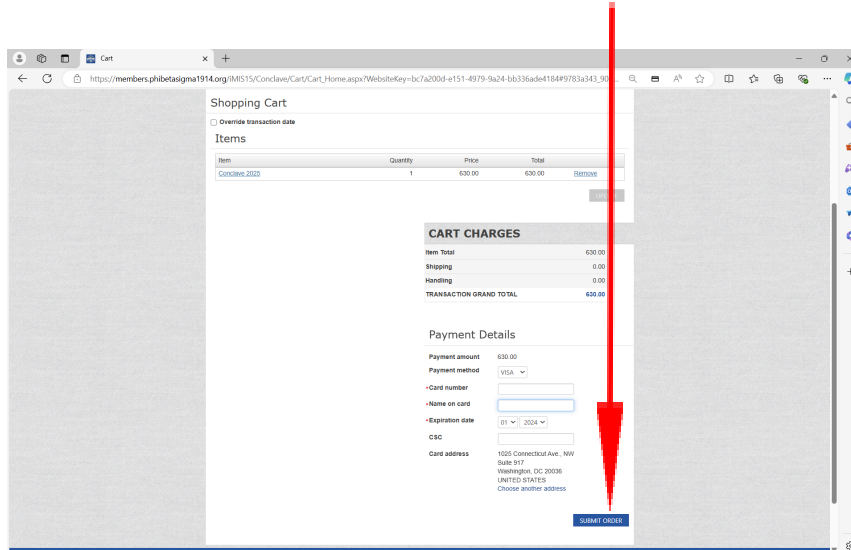 Cart
https://members.phibetasigma1914.org/iMIS15/Conclave/Cart/Cart_Home.aspx?WebsiteKey=bc7a200d-e151-4979-9a24-bb336ade4184#9783a343_90...
Shopping Cart
Override transaction date
Items
Item Quantity Price Total
Conclave 2025 1 630.00 630.00 Remove
CART CHARGES
Item Total 630.00
Shipping 0.00
Handling 0.00
TRANSACTION GRAND TOTAL 630.00
Payment Details
Payment amount 630.00
Payment method VISA
*Card number
*Name on card
*Expiration date 01 2024
CSC
Card address 1025 Connecticut Ave., NW
Suite 917
Washington, DC 20036
UNITED STATES
Choose another address
SUBMIT ORDER